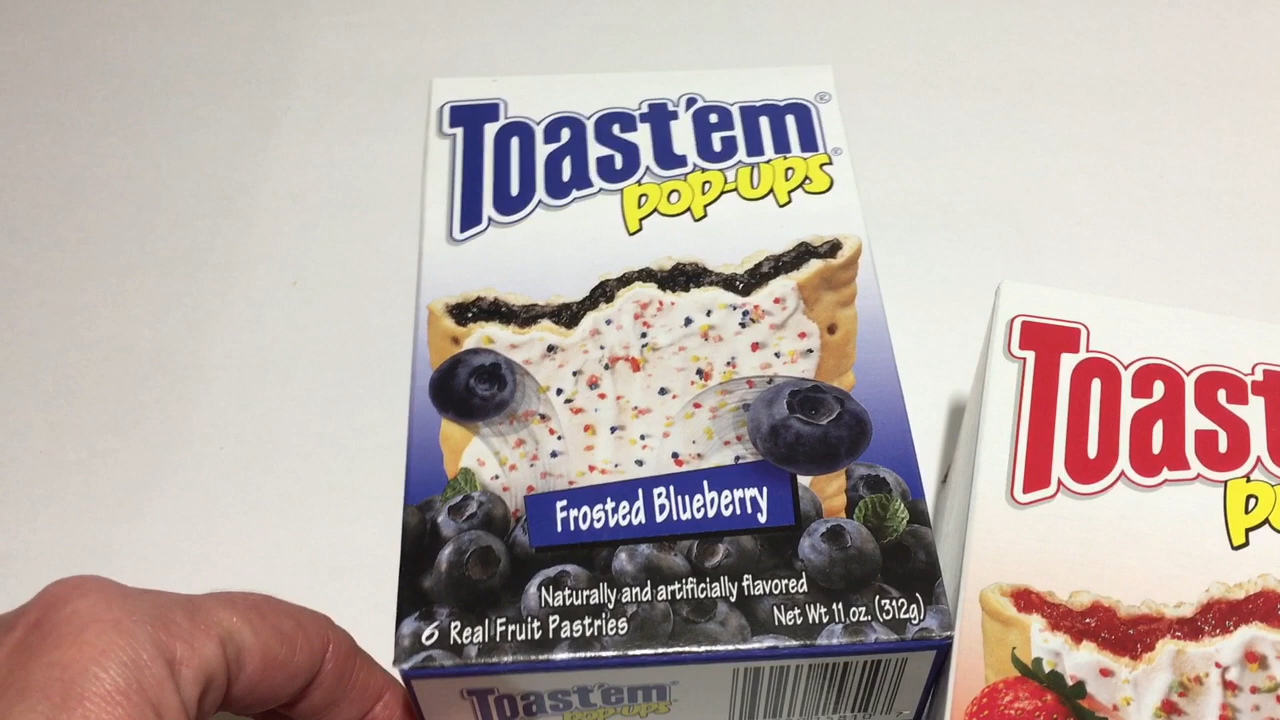 Toast'em®
Pop-ups®
Frosted Blueberry
Naturally and artificially flavored
6 Real Fruit Pastries
Net Wt 11 oz. (312g)
Toast'em
Pop-ups
Toast